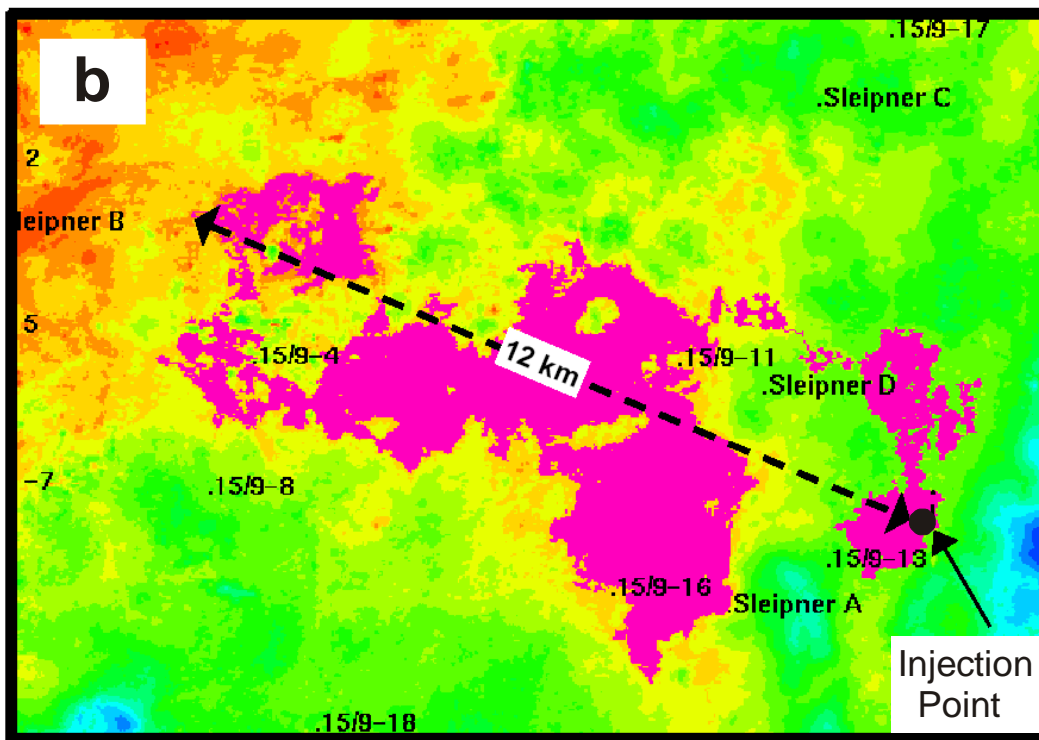 b
.15/9-17
.Sleipner C
2
leipner B
5
.15/9-4
12 km
.15/9-11
.Sleipner D
-7
.15/9-8
.15/9-13
.15/9-16
.Sleipner A
Injection
Point
.15/9-18